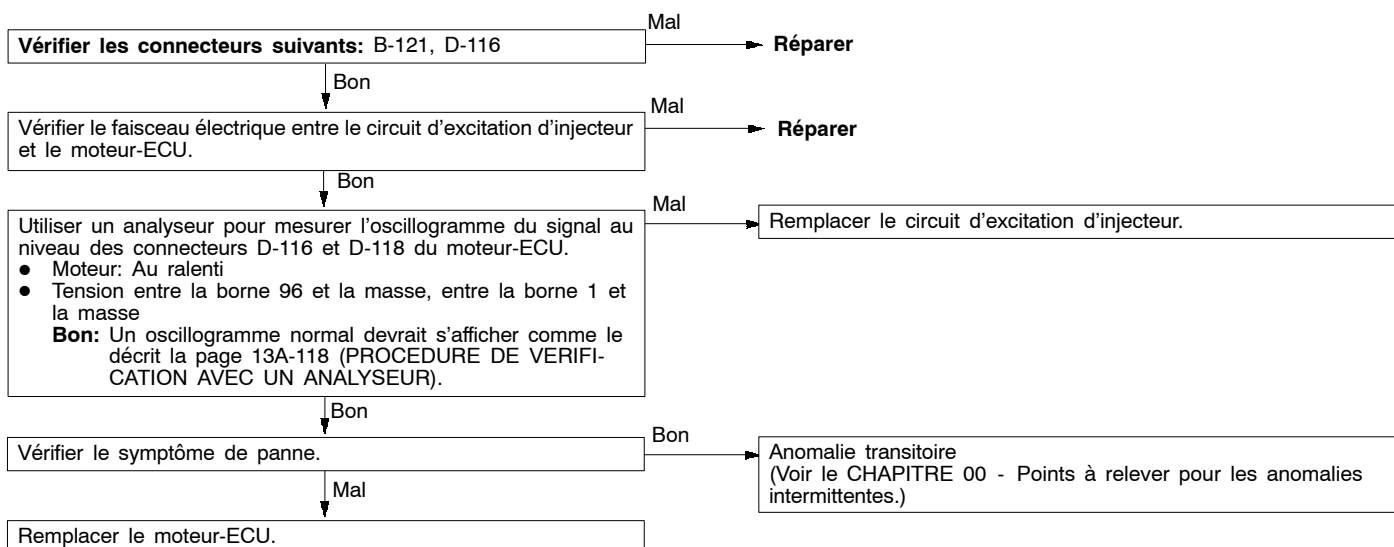 Vérifier les connecteurs suivants: B-121, D-116
Mal
Réparer
Bon
Vérifier le faisceau électrique entre le circuit d'excitation d'injecteur
et le moteur-ECU.
Mal
Réparer
Bon
Utiliser un analyseur pour mesurer l'oscillogramme du signal au
niveau des connecteurs D-116 et D-118 du moteur-ECU.
● Moteur: Au ralenti
● Tension entre la borne 96 et la masse, entre la borne 1 et
la masse
Bon: Un oscillogramme normal devrait s'afficher comme le
décrit la page 13A-118 (PROCEDURE DE VERIFI-
CATION AVEC UN ANALYSEUR).
Mal
Remplacer le circuit d'excitation d'injecteur.
Bon
Vérifier le symptôme de panne.
Bon
Anomalie transitoire
(Voir le CHAPITRE 00 - Points à relever pour les anomalies
intermittentes.)
Mal
Remplacer le moteur-ECU.